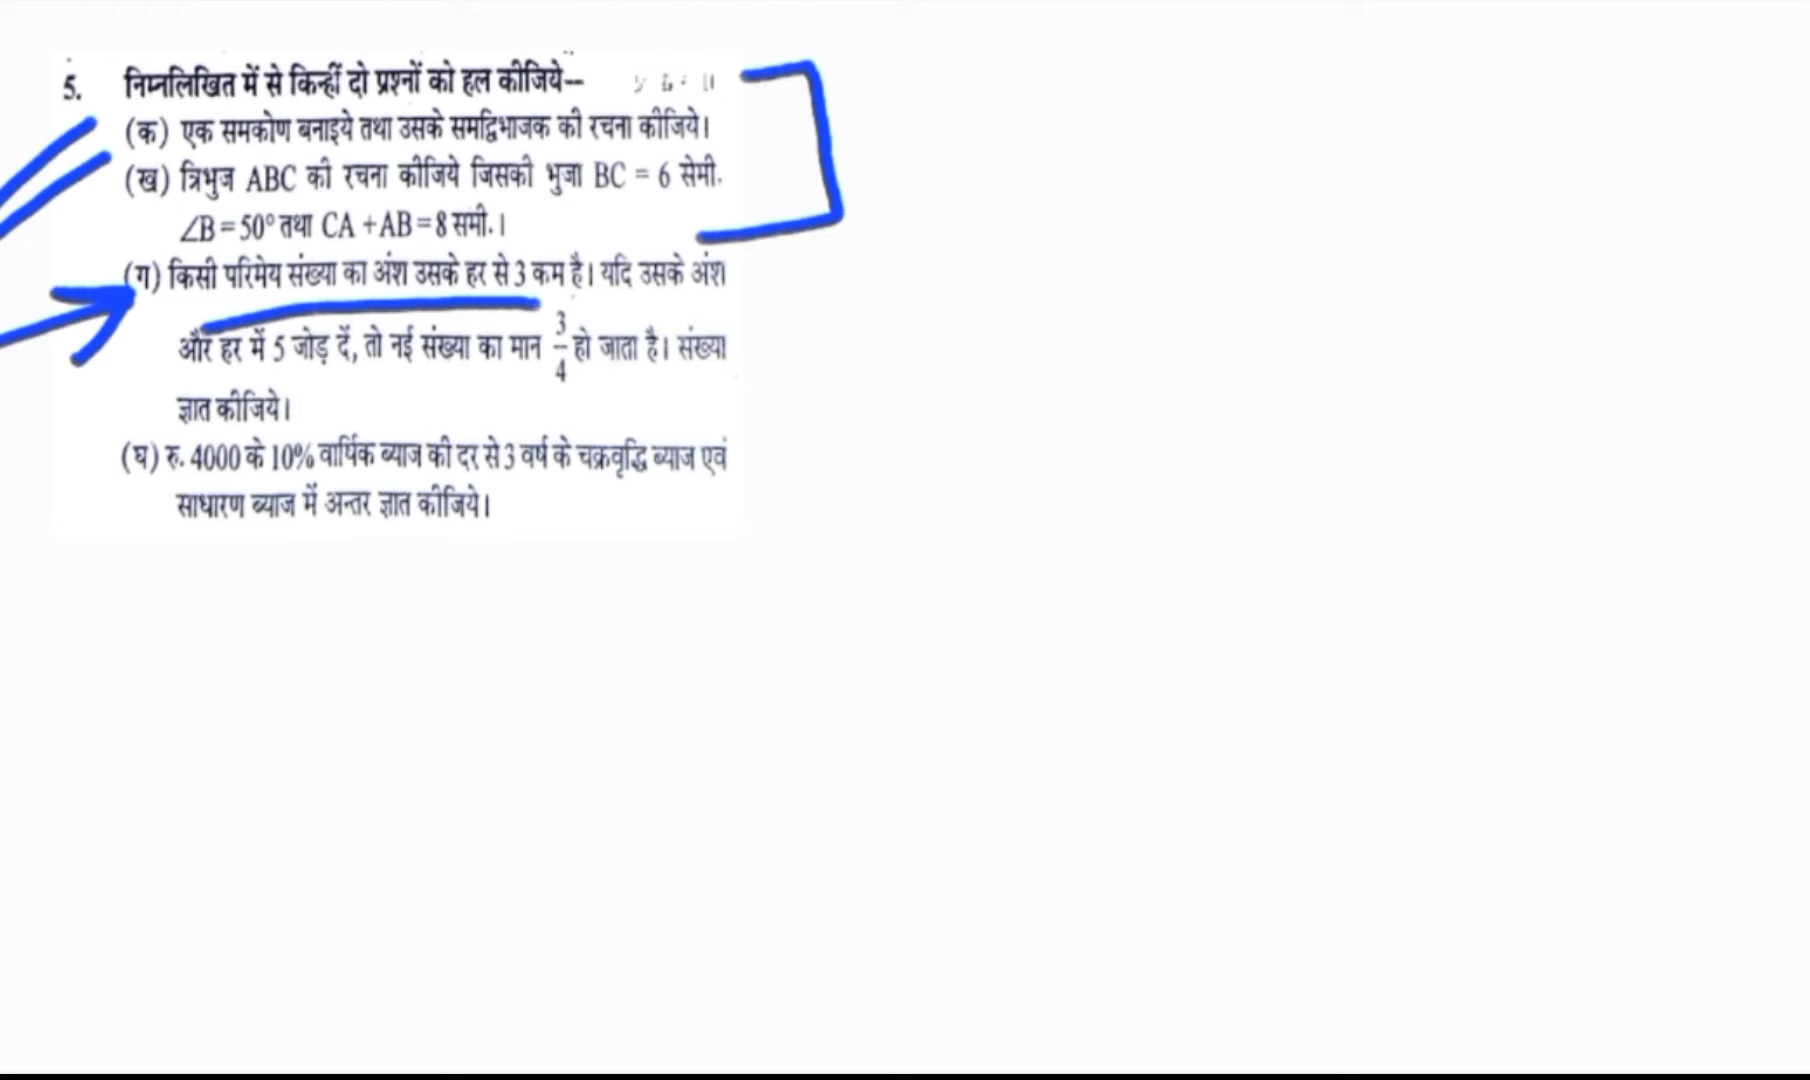 5. निम्नलिखित में से किन्हीं दो प्रश्नों को हल कीजिये--
(क) एक समकोण बनाइये तथा उसके समद्विभाजक की रचना कीजिये।
(ख) त्रिभुज ABC की रचना कीजिये जिसकी भुजा BC = 6 सेमी.
∠B = 50° तथा CA + AB = 8 समी.।
(ग) किसी परिमेय संख्या का अंश उसके हर से 3 कम है। यदि उसके अंश
और हर में 5 जोड़ दें, तो नई संख्या का मान 3/4 हो जाता है। संख्या
ज्ञात कीजिये।
(घ) रु. 4000 के 10% वार्षिक ब्याज की दर से 3 वर्ष के चक्रवृद्धि ब्याज एवं
साधारण ब्याज में अन्तर ज्ञात कीजिये।